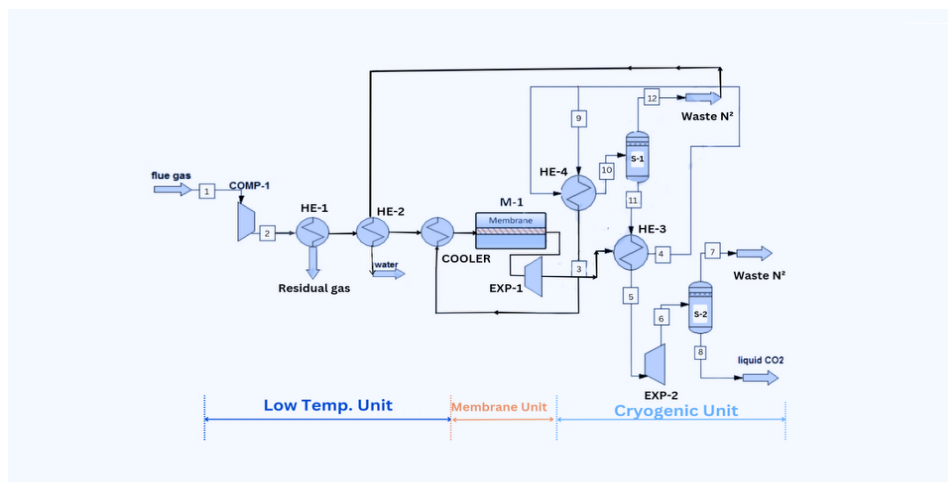 12
Waste N²
9
S-1
HE-4
10
flue gas
1
COMP-1
11
M-1
HE-1
HE-2
Membrane
HE-3
2
7
4
COOLER
water
3
Waste N²
Residual gas
EXP-1
5
6
S-2
8
liquid CO2
EXP-2
Low Temp. Unit
Membrane Unit
Cryogenic Unit